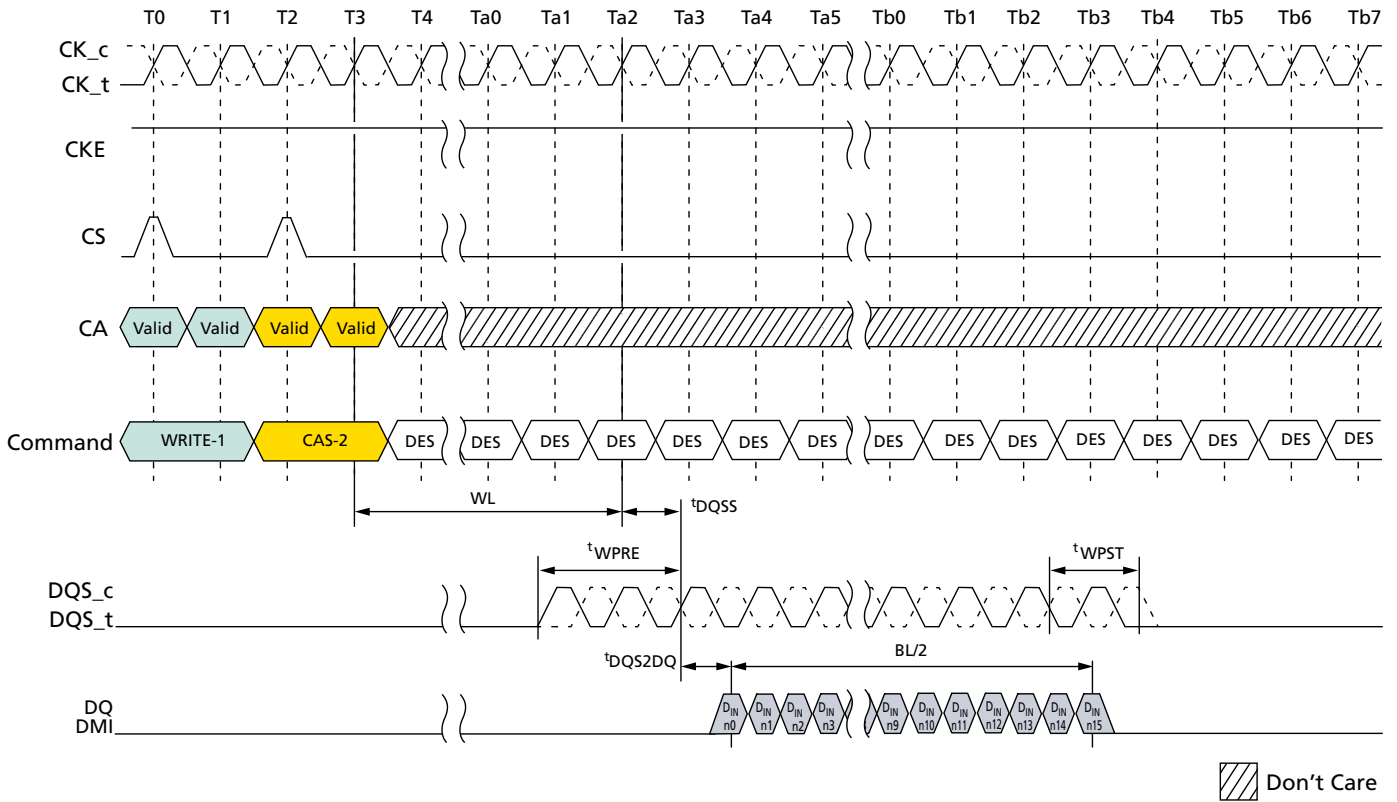 T0 T1 T2 T3 T4 Ta0 Ta1 Ta2 Ta3 Ta4 Ta5 Tb0 Tb1 Tb2 Tb3 Tb4 Tb5 Tb6 Tb7
CK_c
CK_t
CKE
CS
CA Valid Valid Valid Valid
Command WRITE-1 CAS-2 DES DES DES DES DES DES DES DES DES DES DES DES DES DES DES
WL tDQSS
tWPRE tWPST
DQS_c
DQS_t
tDQS2DQ BL/2
DQ
DMI
DIN n0 DIN n1 DIN n2 DIN n3 DIN n9 DIN n10 DIN n11 DIN n12 DIN n13 DIN n14 DIN n15
Don't Care